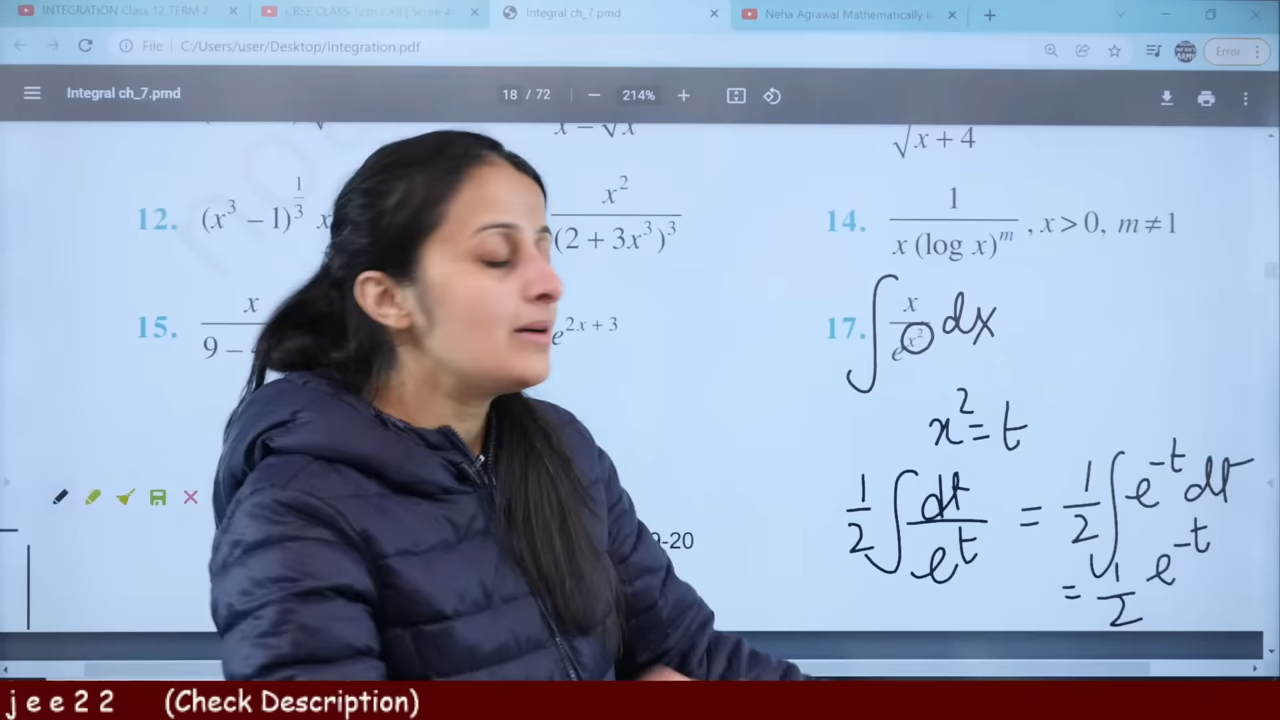 INTEGRATION Class 12 TERM 2
CBSE CLASS
Integral ch_7.pmd
Neha Agrawal Mathematically
File C:/Users/user/Desktop/Integration.pdf
Error
Integral ch_7.pmd
18 / 72
214%
x − √x
√x + 4
12. (x³ − 1)^(1/3) x
x² / (2 + 3x³)³
14. 1 / x (log x)^m , x > 0, m ≠ 1
15. x / 9 −
e^(2x + 3)
17. ∫ x / e^(x²) dx
x² = t
1/2 ∫ dt / e^t = 1/2 ∫ e^-t dt
= 1/2 e^-t
9-20
jee22 (Check Description)